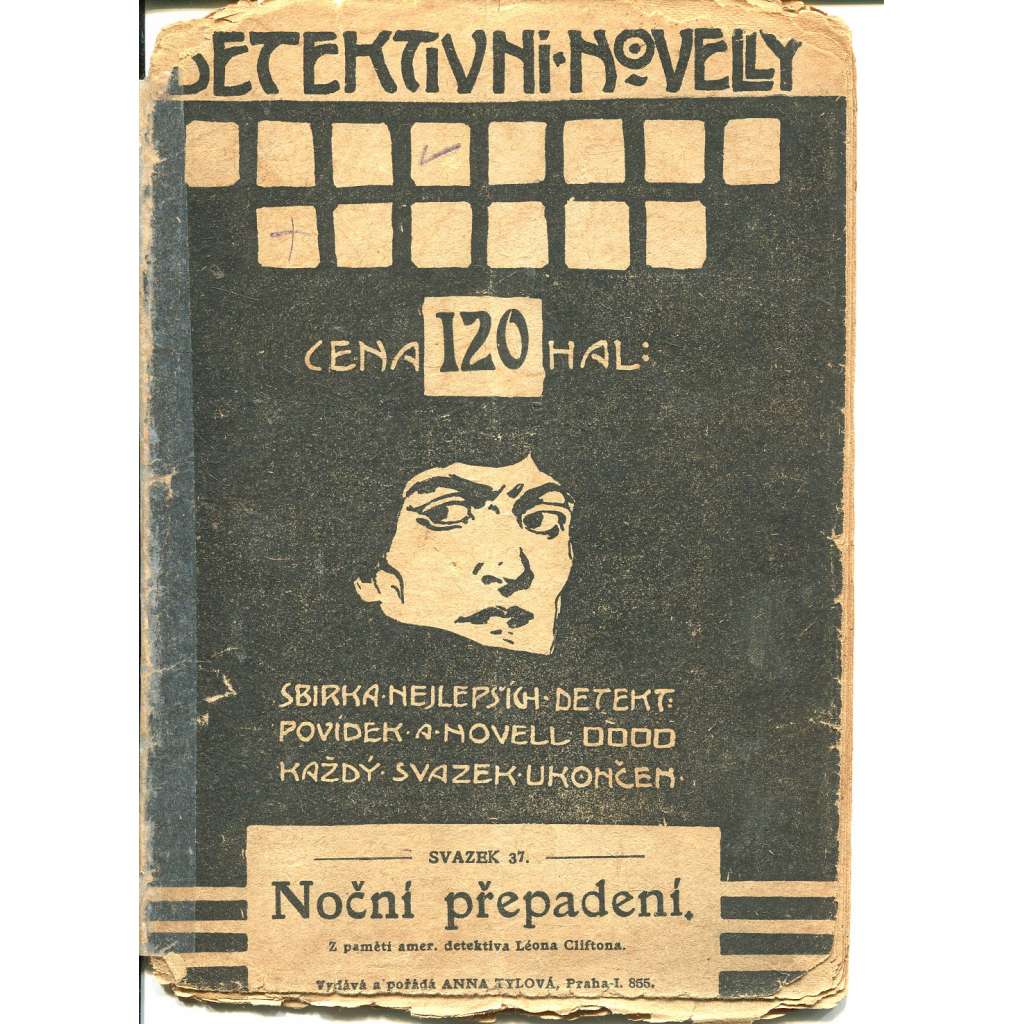 DETEKTIVNI·NOVELLY
CENA 120 HAL:
SBIRKA·NEJLEPŠÍCH·DETEKT:
POVÍDEK·A·NOVELL
KAŽDÝ·SVAZEK·UKONČEN·
SVAZEK 37.
Noční přepadení.
Z pamětí amer. detektiva Léona Cliftona.
Vydává a pořádá ANNA TYLOVÁ, Praha-I. 855.